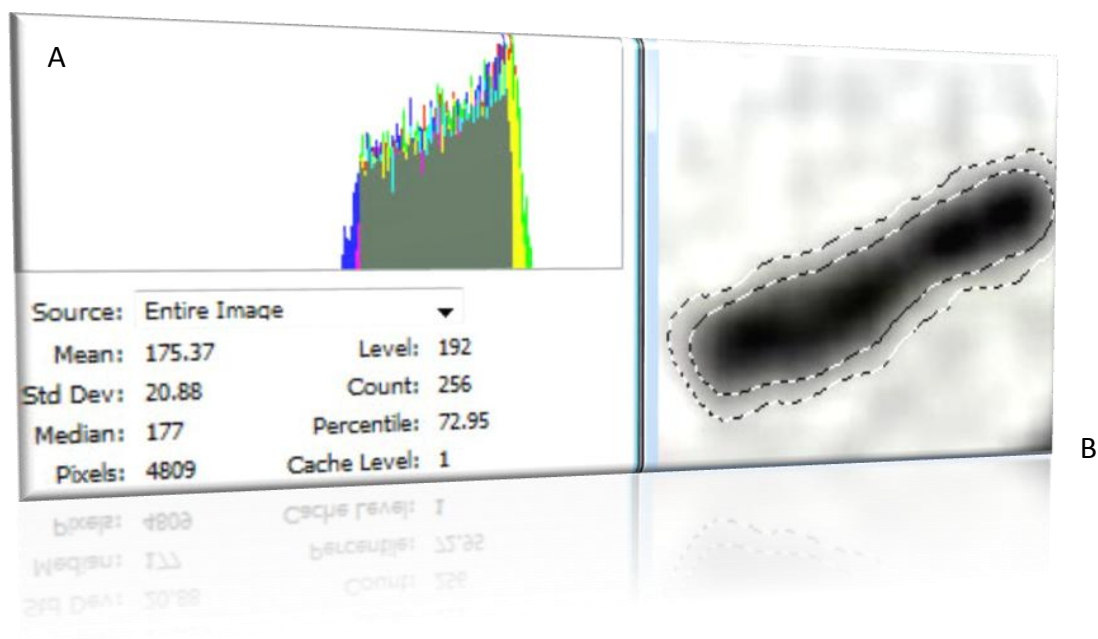 A
Source: Entire Image
Mean: 175.37 Level: 192
Std Dev: 20.88 Count: 256
Median: 177 Percentile: 72.95
Pixels: 4809 Cache Level: 1
B